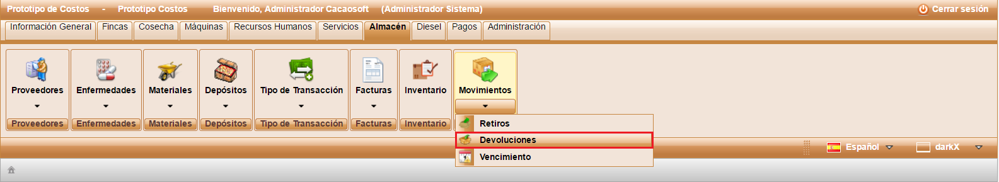 Prototipo de Costos - Prototipo Costos Bienvenido, Administrador Cacaosoft (Administrador Sistema) Cerrar sesión
Información General Fincas Cosecha Máquinas Recursos Humanos Servicios Almacén Diesel Pagos Administración
Proveedores Enfermedades Materiales Depósitos Tipo de Transacción Facturas Inventario Movimientos
Proveedores Enfermedades Materiales Depósitos Tipo de Transacción Facturas Inventario
Retiros
Devoluciones
Vencimiento
Español darkX